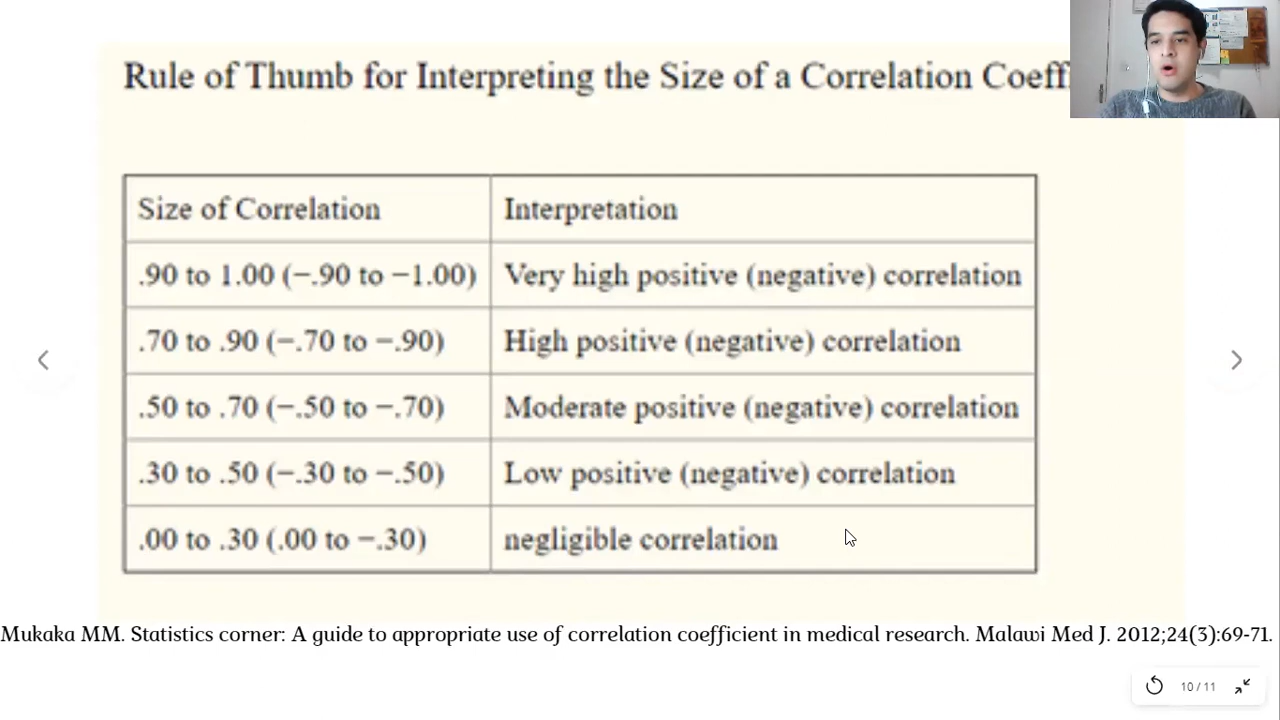 Rule of Thumb for Interpreting the Size of a Correlation
Size of Correlation Interpretation
.90 to 1.00 (−.90 to −1.00) Very high positive (negative) correlation
.70 to .90 (−.70 to −.90) High positive (negative) correlation
.50 to .70 (−.50 to −.70) Moderate positive (negative) correlation
.30 to .50 (−.30 to −.50) Low positive (negative) correlation
.00 to .30 (.00 to −.30) negligible correlation
Mukaka MM. Statistics corner: A guide to appropriate use of correlation coefficient in medical research. Malawi Med J. 2012;24(3):69-71.
10 / 11